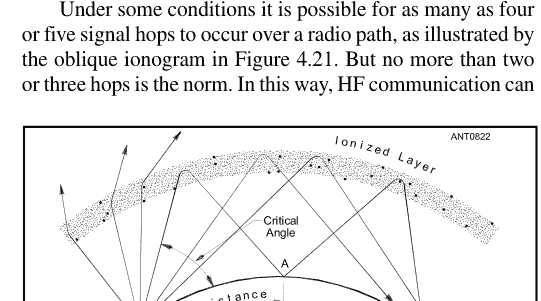 Under some conditions it is possible for as many as four
or five signal hops to occur over a radio path, as illustrated by
the oblique ionogram in Figure 4.21. But no more than two
or three hops is the norm. In this way, HF communication can
ANT0822
Ionized Layer
Critical
Angle
A
istance